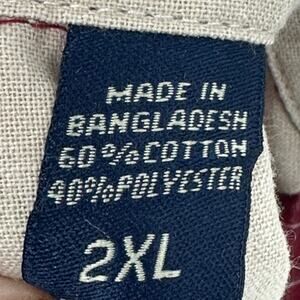 MADE IN
BANGLADESH
60%COTTON
40%POLYESTER
2XL